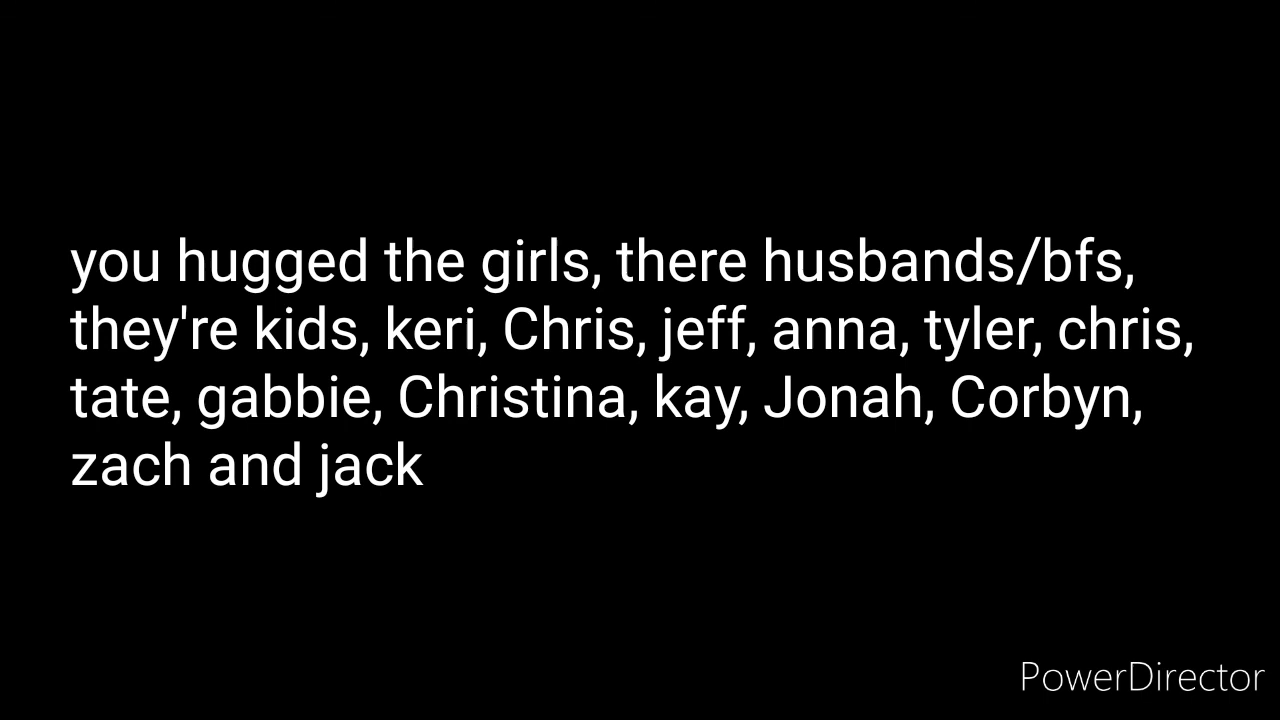 you hugged the girls, there husbands/bfs,
they're kids, keri, Chris, jeff, anna, tyler, chris,
tate, gabbie, Christina, kay, Jonah, Corbyn,
zach and jack
PowerDirector